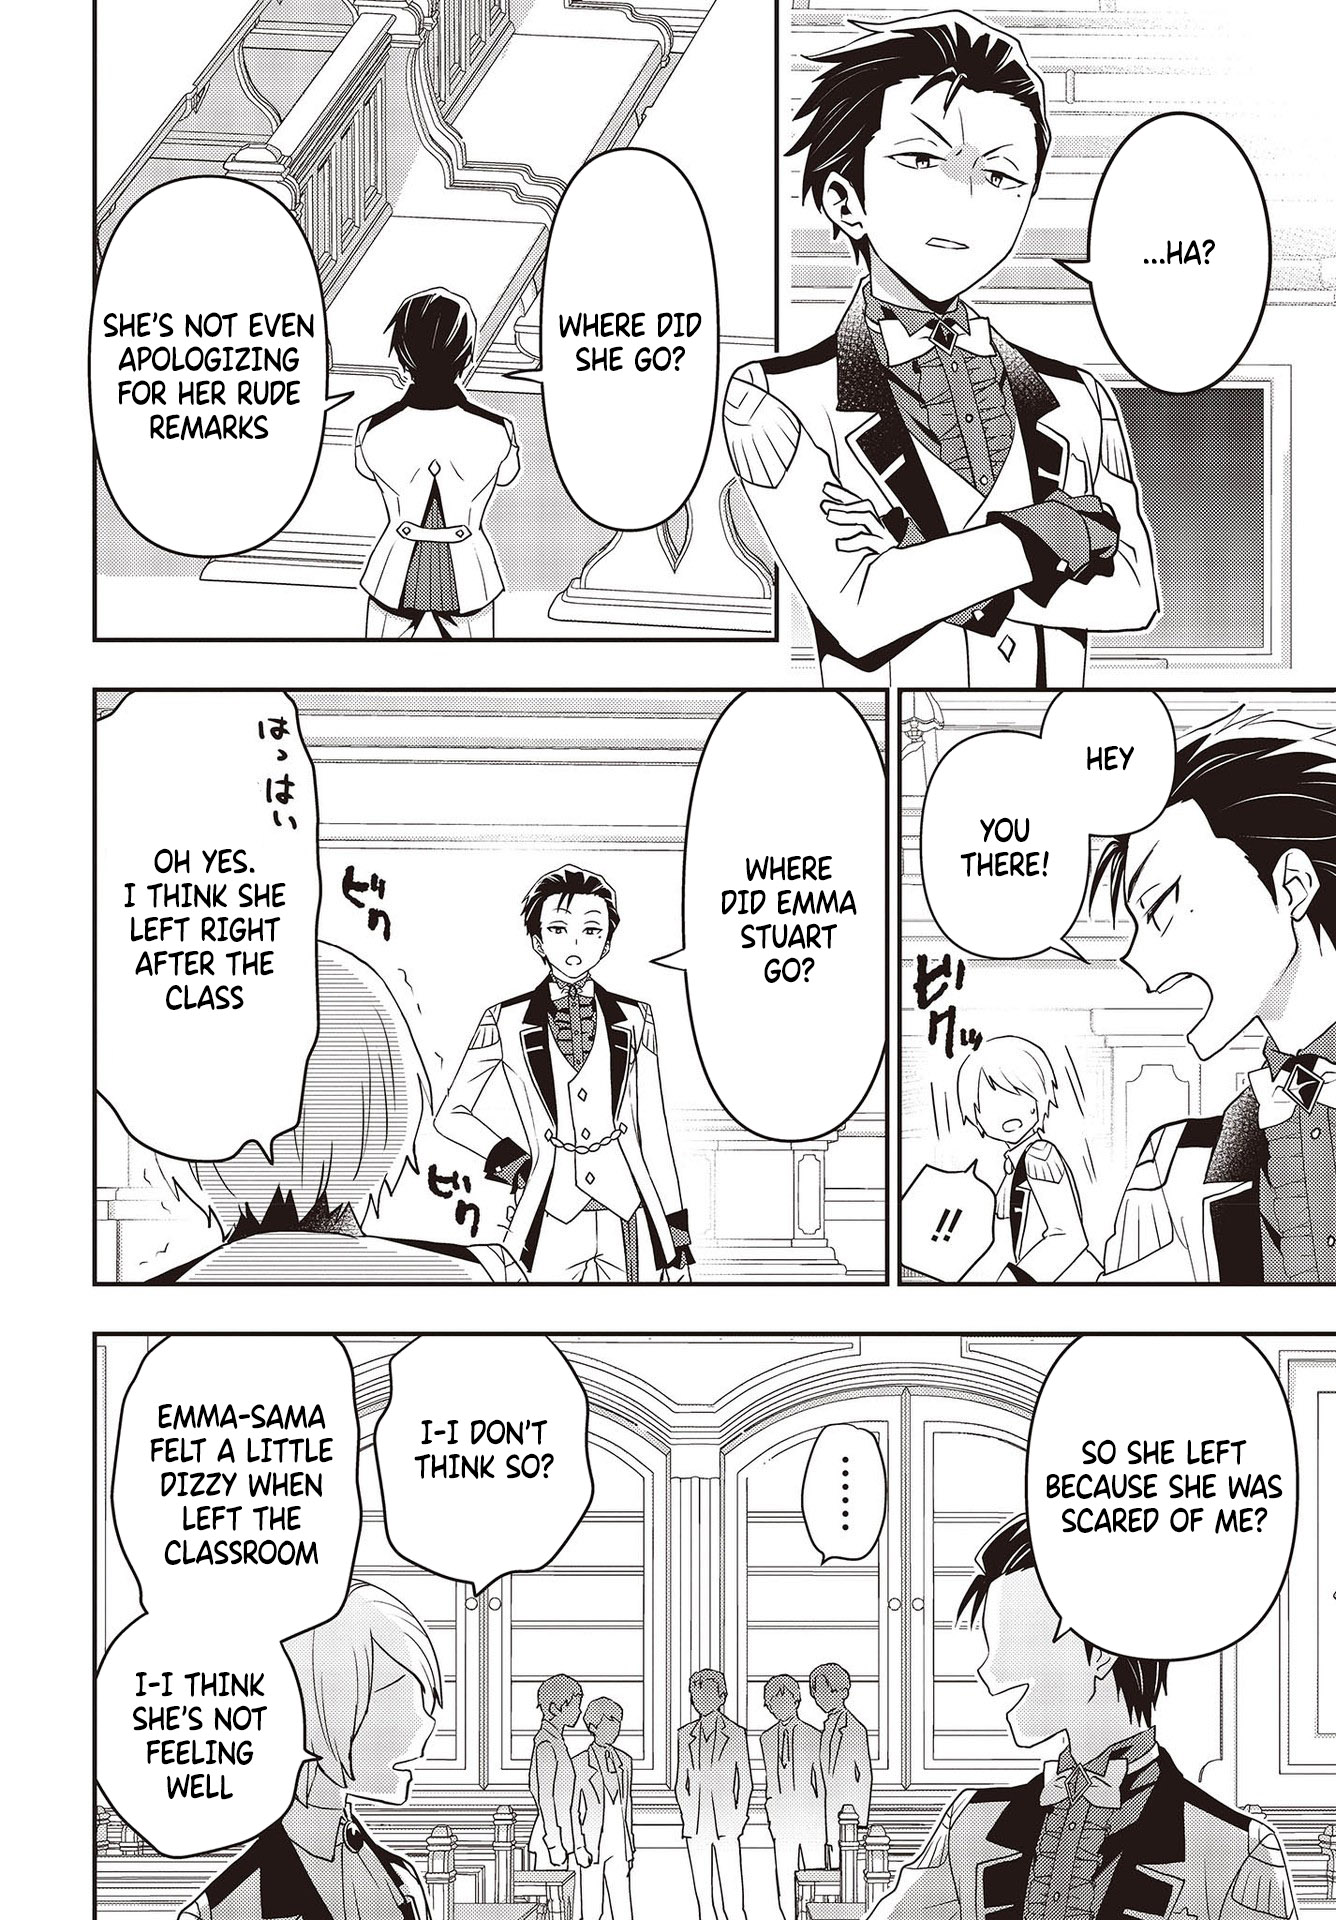 ...HA?
WHERE DID
SHE GO?
SHE'S NOT EVEN
APOLOGIZING
FOR HER RUDE
REMARKS
HEY
YOU
THERE!
ビクッ
!!
WHERE
DID EMMA
STUART
GO?
はっはい
OH YES.
I THINK SHE
LEFT RIGHT
AFTER THE
CLASS
ビク
ビク
SO SHE LEFT
BECAUSE SHE WAS
SCARED OF ME?
......
I-I DON'T
THINK SO?
EMMA-SAMA
FELT A LITTLE
DIZZY WHEN
LEFT THE
CLASSROOM
I-I THINK
SHE'S NOT
FEELING
WELL